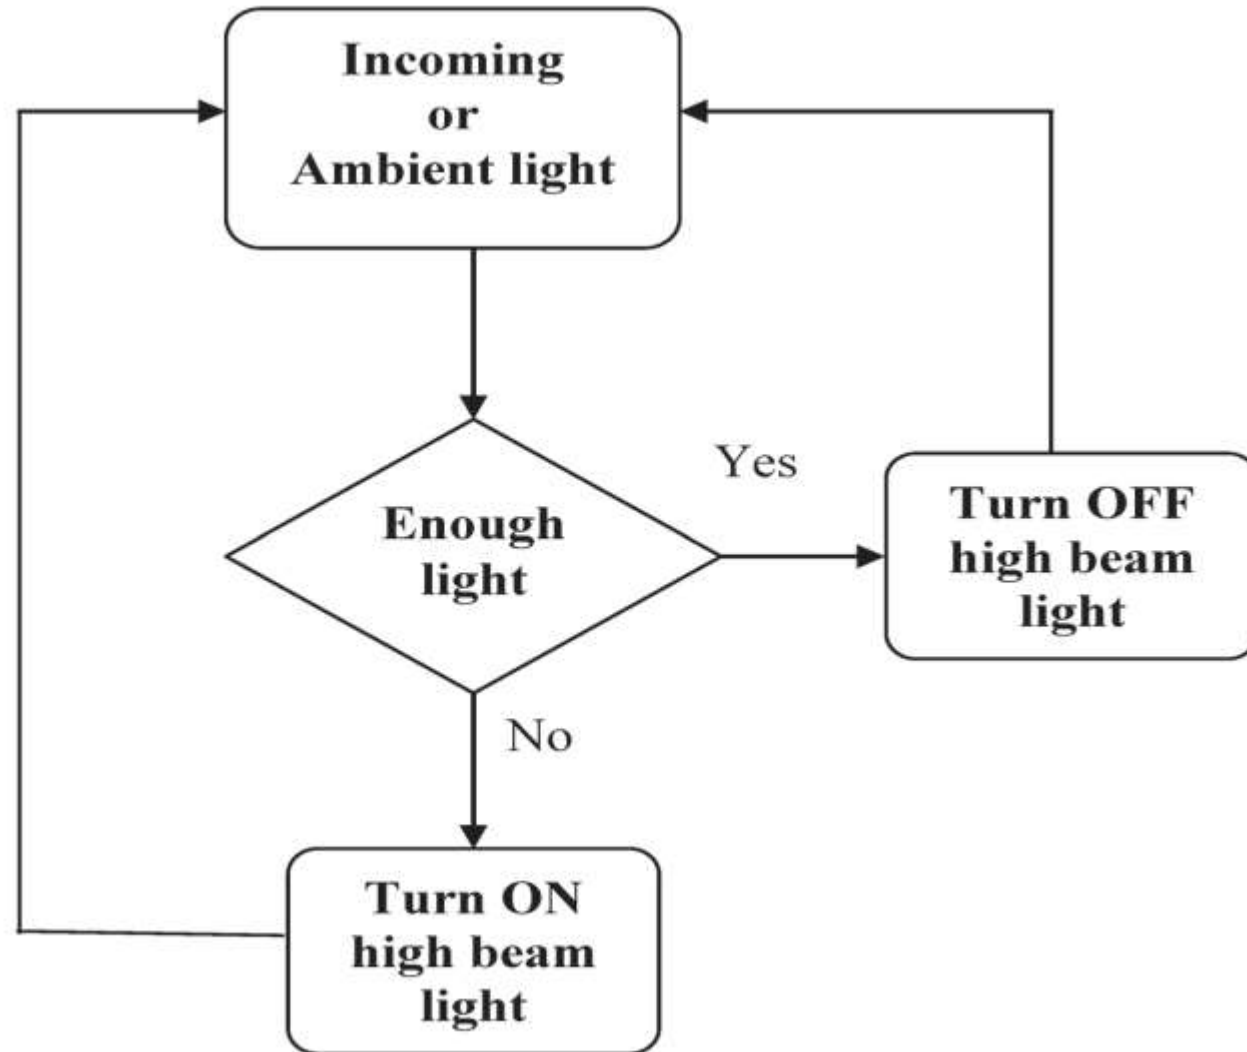 Incoming
or
Ambient light
Enough
light
Yes
Turn OFF
high beam
light
No
Turn ON
high beam
light